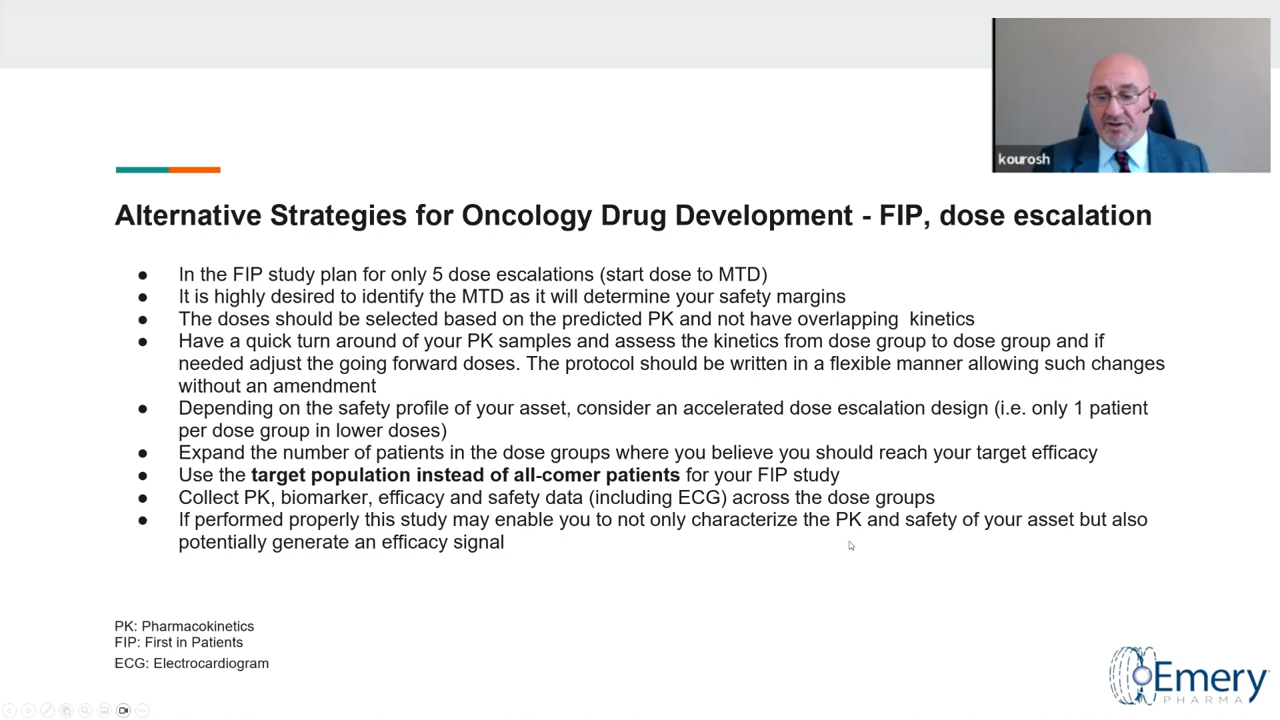 kourosh
Alternative Strategies for Oncology Drug Development - FIP, dose escalation
● In the FIP study plan for only 5 dose escalations (start dose to MTD)
● It is highly desired to identify the MTD as it will determine your safety margins
● The doses should be selected based on the predicted PK and not have overlapping  kinetics
● Have a quick turn around of your PK samples and assess the kinetics from dose group to dose group and if
needed adjust the going forward doses. The protocol should be written in a flexible manner allowing such changes
without an amendment
● Depending on the safety profile of your asset, consider an accelerated dose escalation design (i.e. only 1 patient
per dose group in lower doses)
● Expand the number of patients in the dose groups where you believe you should reach your target efficacy
● Use the target population instead of all-comer patients for your FIP study
● Collect PK, biomarker, efficacy and safety data (including ECG) across the dose groups
● If performed properly this study may enable you to not only characterize the PK and safety of your asset but also
potentially generate an efficacy signal
PK: Pharmacokinetics
FIP: First in Patients
ECG: Electrocardiogram
Emery
PHARMA